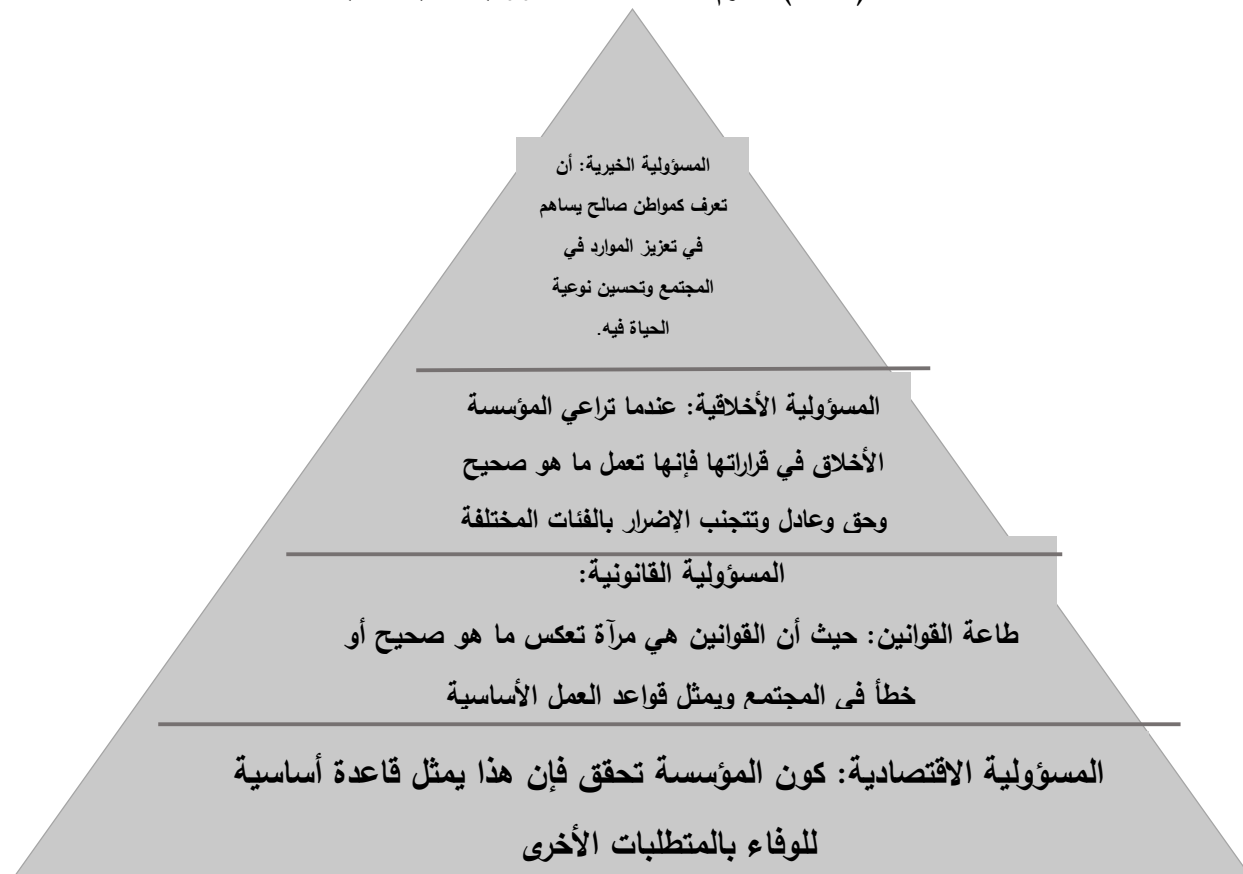 المسؤولية الخيرية: أن
تعرف كمواطن صالح يساهم
في تعزيز الموارد في
المجتمع وتحسين نوعية
الحياة فيه.
المسؤولية الأخلاقية: عندما تراعي المؤسسة
الأخلاق في قراراتها فإنها تعمل ما هو صحيح
وحق وعادل وتتجنب الإضرار بالفئات المختلفة
المسؤولية القانونية:
طاعة القوانين: حيث أن القوانين هي مرآة تعكس ما هو صحيح أو
خطأ في المجتمع ويمثل قواعد العمل الأساسية
المسؤولية الاقتصادية: كون المؤسسة تحقق فإن هذا يمثل قاعدة أساسية
للوفاء بالمتطلبات الأخرى